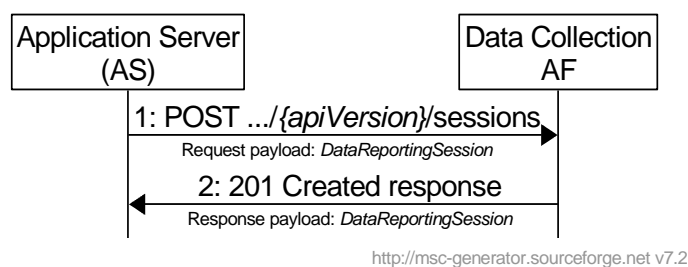 Application Server
(AS)
Data Collection
AF
1: POST .../{apiVersion}/sessions
Request payload: DataReportingSession
2: 201 Created response
Response payload: DataReportingSession
http://msc-generator.sourceforge.net v7.2